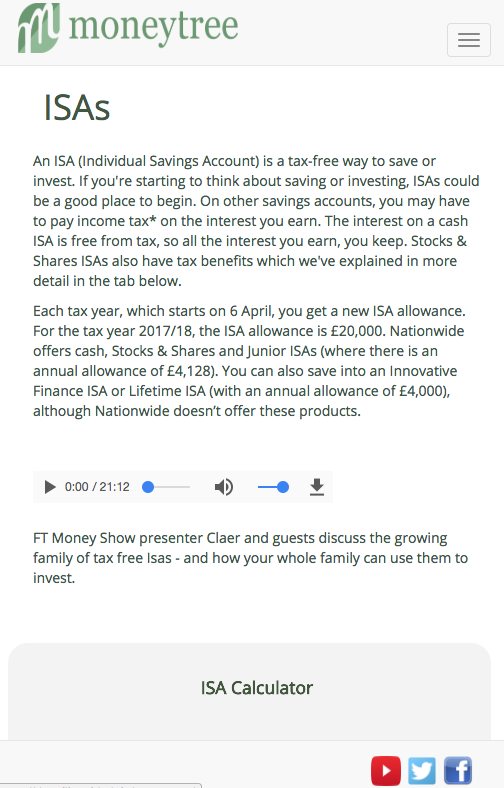 moneytree
ISAs
An ISA (Individual Savings Account) is a tax-free way to save or
invest. If you're starting to think about saving or investing, ISAs could
be a good place to begin. On other savings accounts, you may have
to pay income tax* on the interest you earn. The interest on a cash
ISA is free from tax, so all the interest you earn, you keep. Stocks &
Shares ISAs also have tax benefits which we've explained in more
detail in the tab below.
Each tax year, which starts on 6 April, you get a new ISA allowance.
For the tax year 2017/18, the ISA allowance is £20,000. Nationwide
offers cash, Stocks & Shares and Junior ISAs (where there is an
annual allowance of £4,128). You can also save into an Innovative
Finance ISA or Lifetime ISA (with an annual allowance of £4,000),
although Nationwide doesn’t offer these products.
0:00 / 21:12
FT Money Show presenter Claer and guests discuss the growing
family of tax free Isas - and how your whole family can use them to
invest.
ISA Calculator